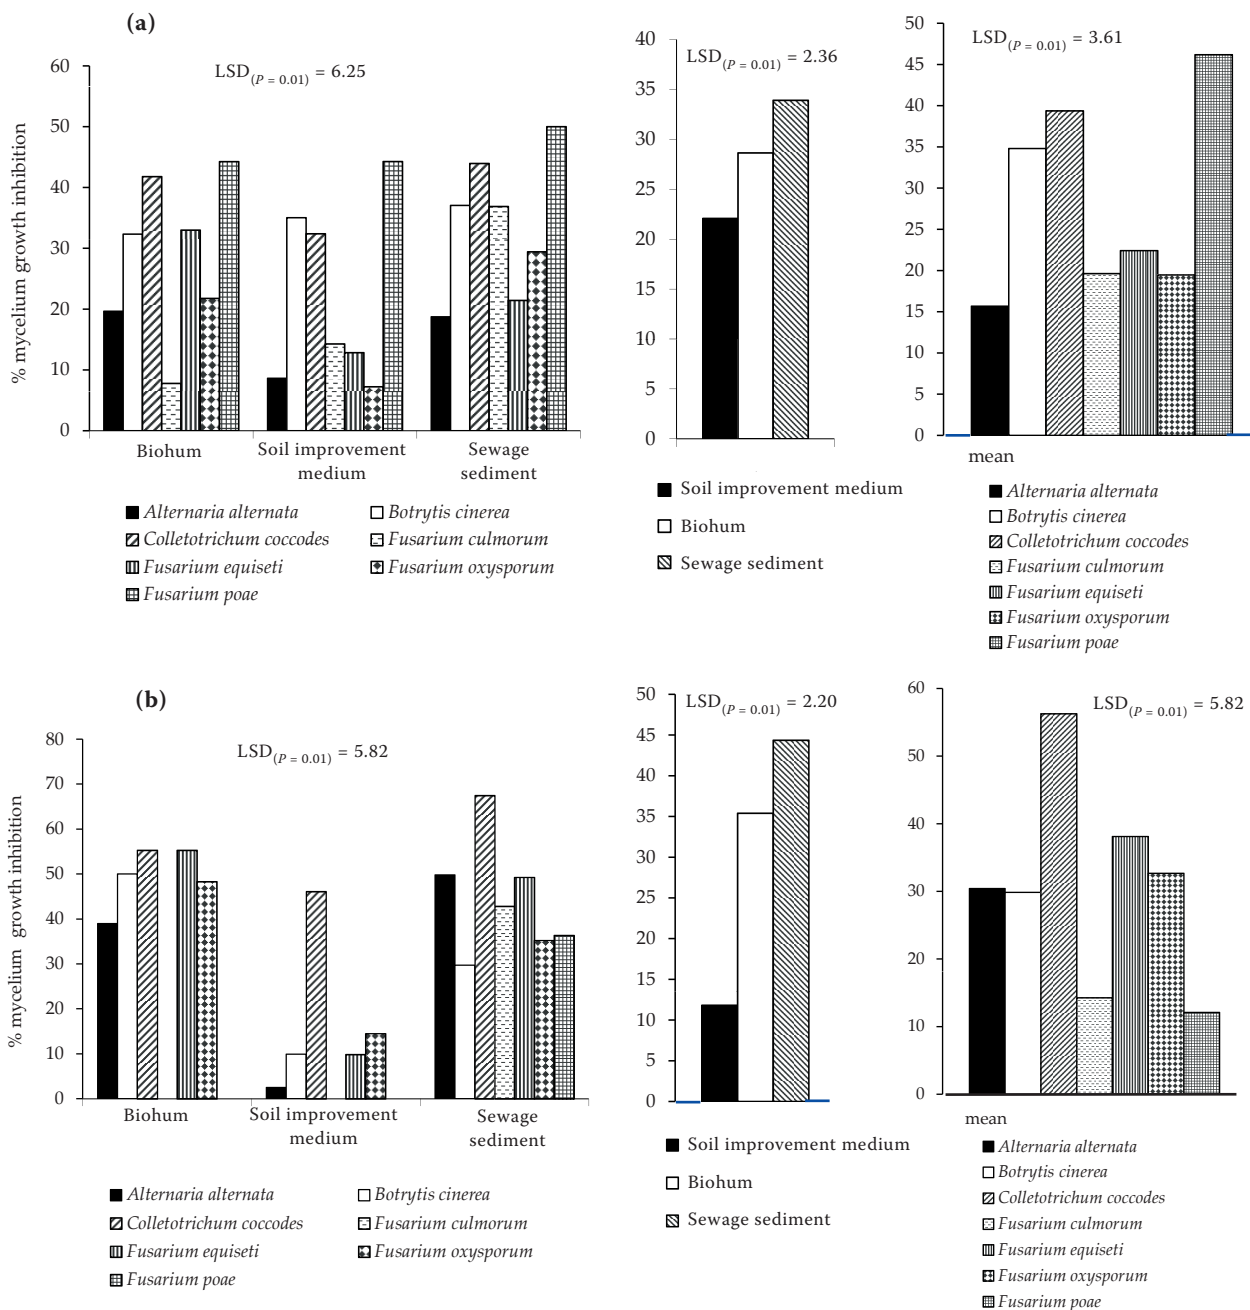 (a)
LSD(P = 0.01) = 6.25
% mycelium growth inhibition
60
50
40
30
20
10
0
Biohum
Soil improvement
medium
Sewage
sediment
Alternaria alternata
Botrytis cinerea
Colletotrichum coccodes
Fusarium culmorum
Fusarium equiseti
Fusarium oxysporum
Fusarium poae
LSD(P = 0.01) = 2.36
40
35
30
25
20
15
10
5
0
Soil improvement medium
Biohum
Sewage sediment
LSD(P = 0.01) = 3.61
50
45
40
35
30
25
20
15
10
5
0
mean
Alternaria alternata
Botrytis cinerea
Colletotrichum coccodes
Fusarium culmorum
Fusarium equiseti
Fusarium oxysporum
Fusarium poae
(b)
LSD(P = 0.01) = 5.82
% mycelium growth inhibition
80
70
60
50
40
30
20
10
0
Biohum
Soil improvement
medium
Sewage
sediment
Alternaria alternata
Botrytis cinerea
Colletotrichum coccodes
Fusarium culmorum
Fusarium equiseti
Fusarium oxysporum
Fusarium poae
LSD(P = 0.01) = 2.20
50
45
40
35
30
25
20
15
10
5
0
Soil improvement medium
Biohum
Sewage sediment
LSD(P = 0.01) = 5.82
60
50
40
30
20
10
0
mean
Alternaria alternata
Botrytis cinerea
Colletotrichum coccodes
Fusarium culmorum
Fusarium equiseti
Fusarium oxysporum
Fusarium poae